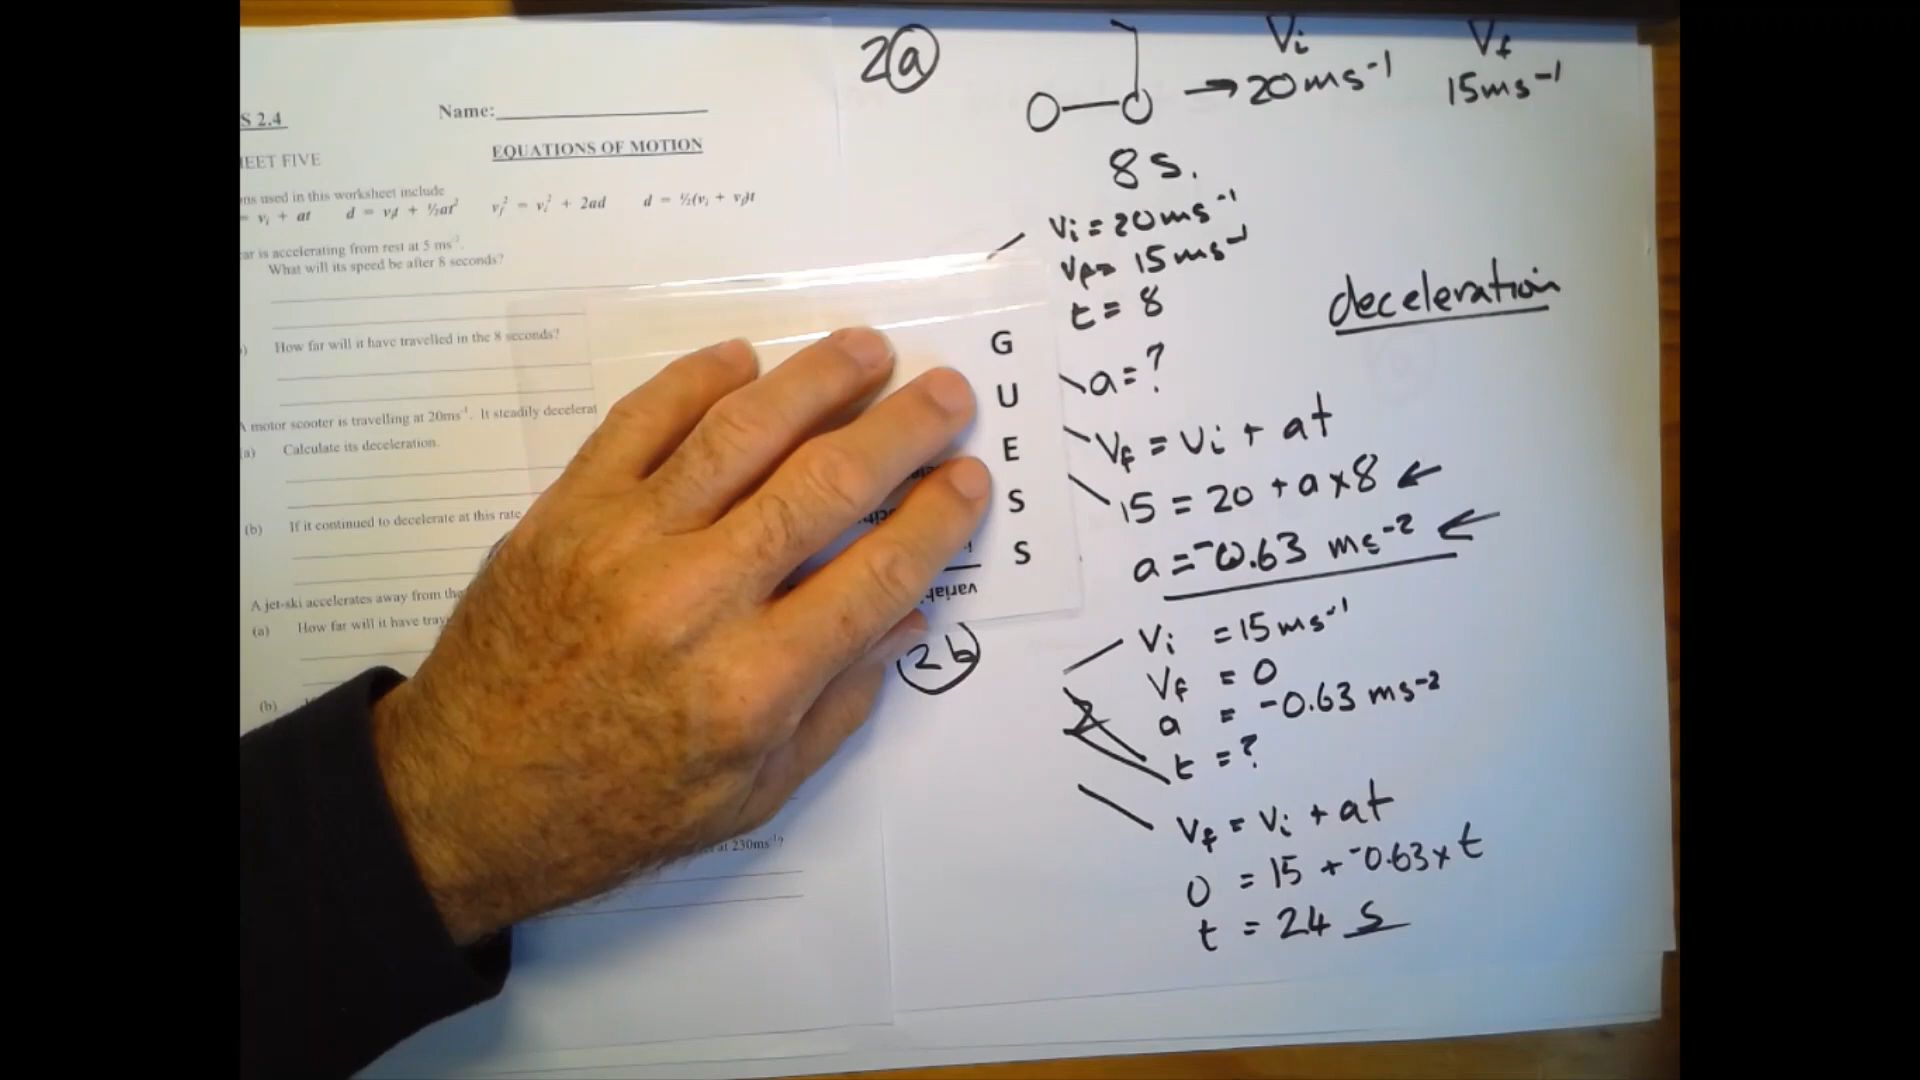 S 2.4
Name:
EET FIVE
EQUATIONS OF MOTION
ns used in this worksheet include
= vᵢ + at d = vᵢt + ½at² v_f² = vᵢ² + 2ad d = ½(vᵢ + v_f)t
ar is accelerating from rest at 5 ms⁻².
What will its speed be after 8 seconds?
) How far will it have travelled in the 8 seconds?
A motor scooter is travelling at 20ms⁻¹. It steadily decelerat
(a) Calculate its deceleration.
(b) If it continued to decelerate at this rate
A jet-ski accelerates away from the
(a) How far will it have trav
(b)
at 230ms⁻¹?
G
U
E
S
S
variab
2a
Vi Vf
→20ms⁻¹ 15ms⁻¹
8s.
Vi = 20ms⁻¹
Vf = 15ms⁻¹
t = 8
deceleration
a = ?
Vf = Vi + at
15 = 20 + a x 8 ←
a = ⁻0.63 ms⁻² ←
2b
Vi = 15ms⁻¹
Vf = 0
a = -0.63 ms⁻²
t = ?
Vf = Vi + at
0 = 15 + ⁻0.63 x t
t = 24 s